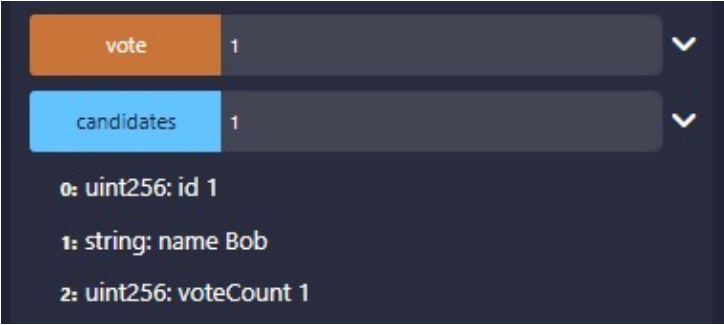 vote 1
candidates 1
0: uint256: id 1
1: string: name Bob
2: uint256: voteCount 1